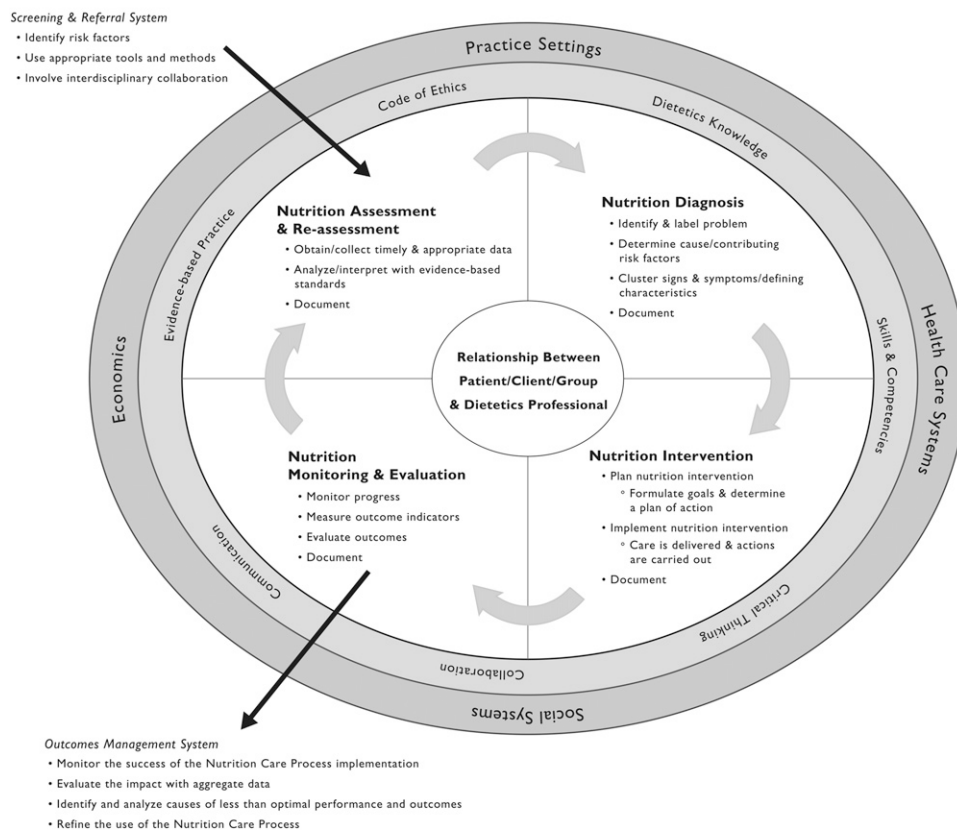 Screening & Referral System
• Identify risk factors
• Use appropriate tools and methods
• Involve interdisciplinary collaboration
Practice Settings
Code of Ethics
Dietetics Knowledge
Evidence-based Practice
Economics
Health Care Systems
Skills & Competencies
Nutrition Assessment
& Re-assessment
• Obtain/collect timely & appropriate data
• Analyze/interpret with evidence-based
standards
• Document
Nutrition Diagnosis
• Identify & label problem
• Determine cause/contributing
risk factors
• Cluster signs & symptoms/defining
characteristics
• Document
Relationship Between
Patient/Client/Group
& Dietetics Professional
Nutrition
Monitoring & Evaluation
• Monitor progress
• Measure outcome indicators
• Evaluate outcomes
• Document
Nutrition Intervention
• Plan nutrition intervention
° Formulate goals & determine
a plan of action
• Implement nutrition intervention
° Care is delivered & actions
are carried out
• Document
Communication
Critical Thinking
Collaboration
Social Systems
Outcomes Management System
• Monitor the success of the Nutrition Care Process implementation
• Evaluate the impact with aggregate data
• Identify and analyze causes of less than optimal performance and outcomes
• Refine the use of the Nutrition Care Process